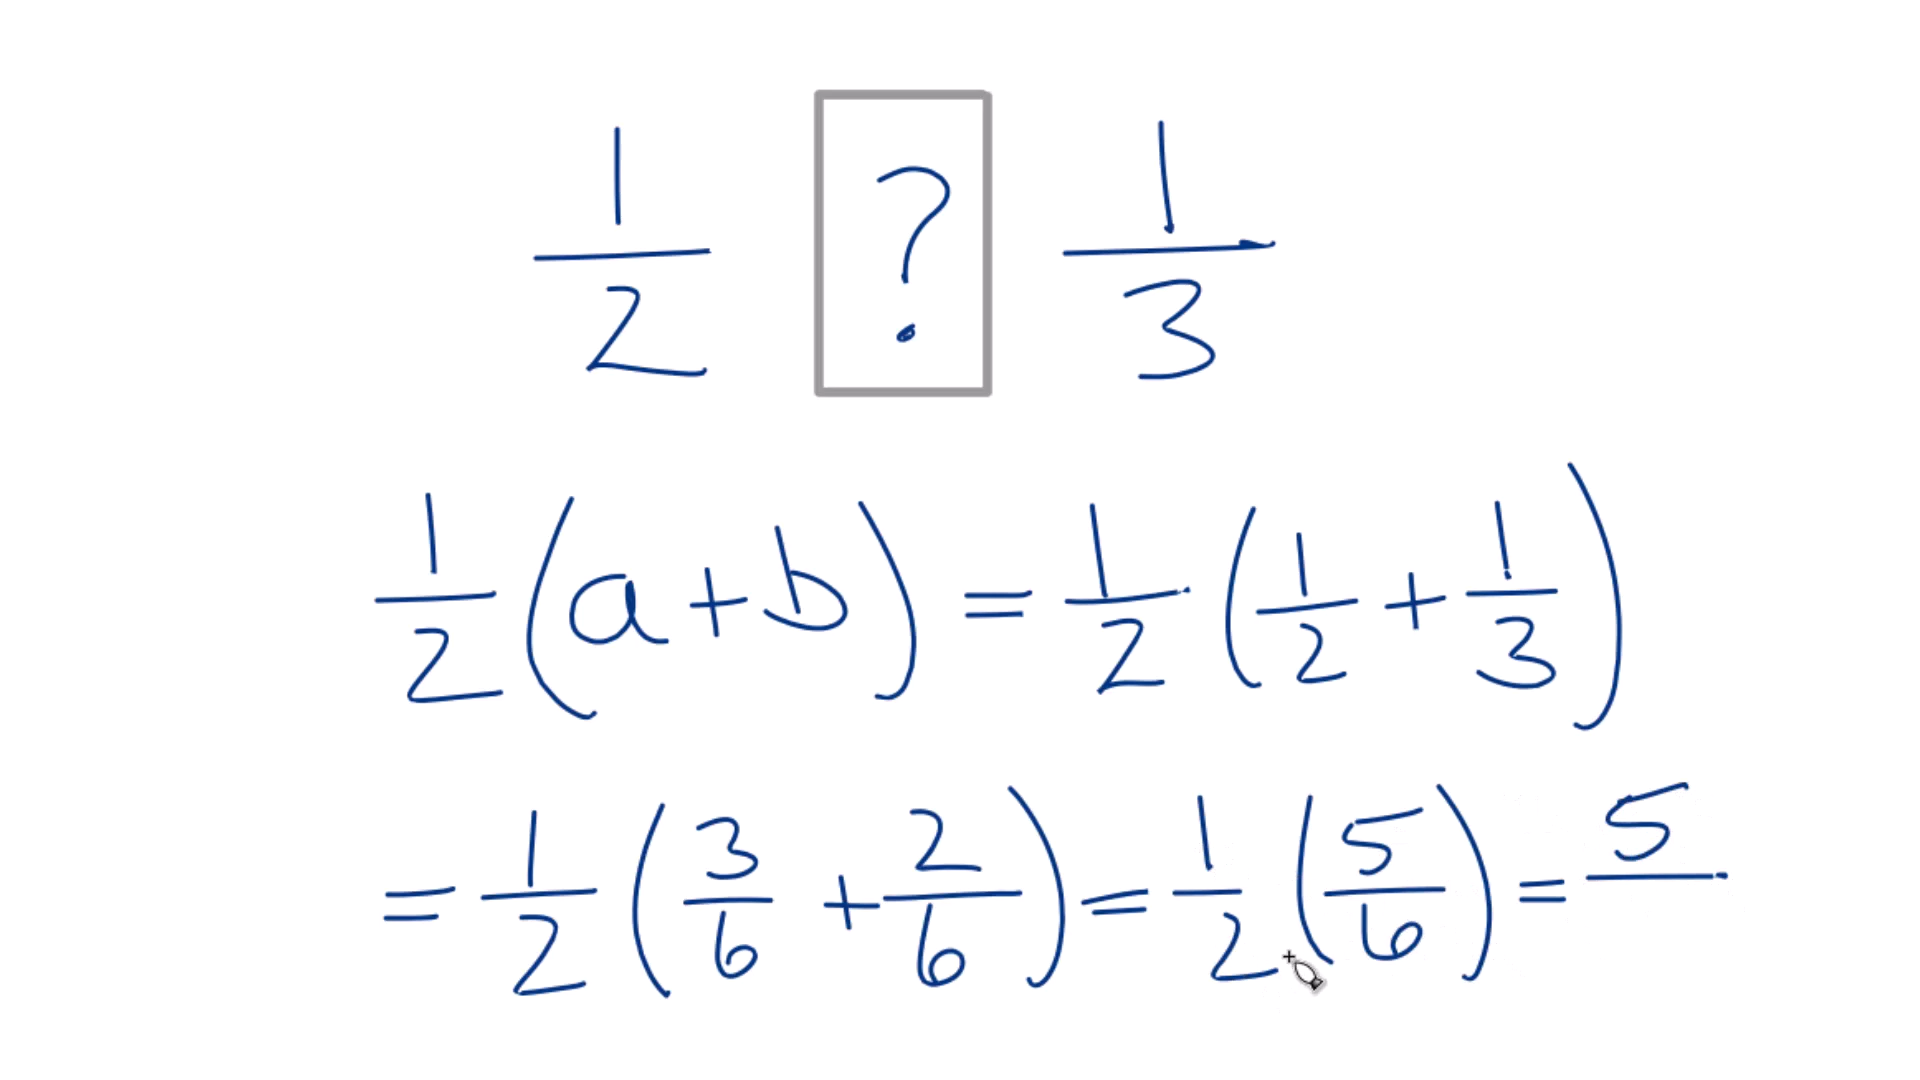 1/2 ? 1/3
1/2 (a + b) = 1/2 (1/2 + 1/3)
= 1/2 (3/6 + 2/6) = 1/2 (5/6) = 5/